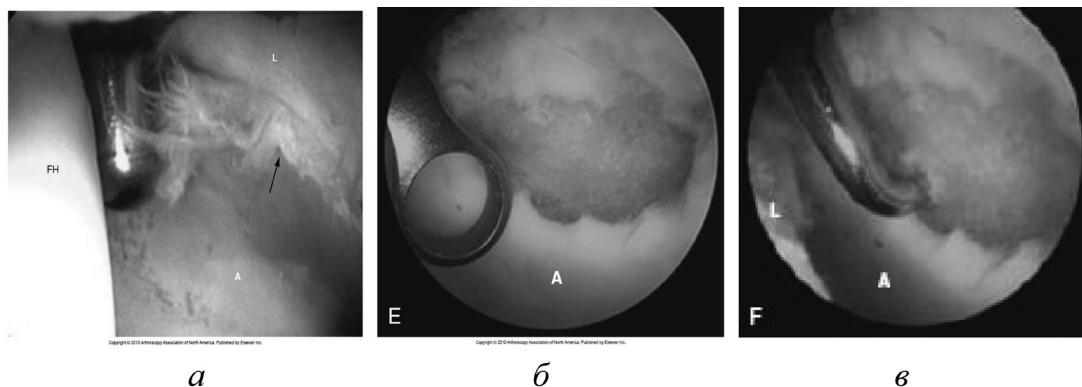 L
FH
A
Copyright © 2010 Arthroscopy Association of North America. Published by Elsevier Inc.
A
E
Copyright © 2010 Arthroscopy Association of North America. Published by Elsevier Inc.
L
A
F
а
б
в